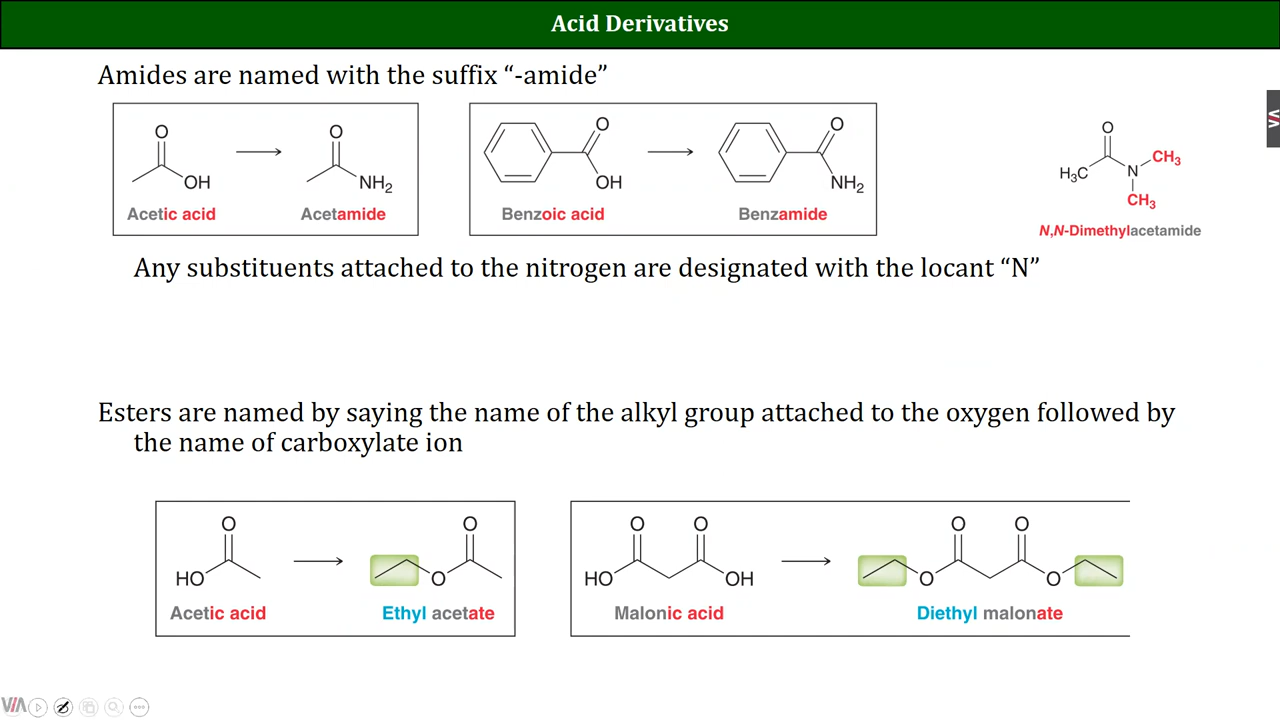 Acid Derivatives
Amides are named with the suffix “-amide”
O
OH
Acetic acid
O
NH2
Acetamide
O
OH
Benzoic acid
O
NH2
Benzamide
O
H3C
N
CH3
CH3
N,N-Dimethylacetamide
Any substituents attached to the nitrogen are designated with the locant “N”
Esters are named by saying the name of the alkyl group attached to the oxygen followed by
the name of carboxylate ion
O
HO
Acetic acid
O
O
Ethyl acetate
O O
HO OH
Malonic acid
O O
O O
Diethyl malonate
VIA